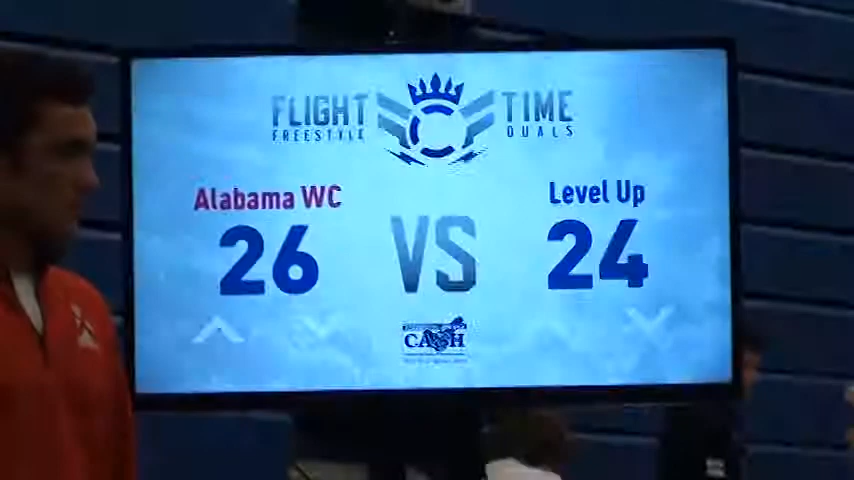 FLIGHT TIME
FREESTYLE DUALS
Alabama WC
26
VS
Level Up
24
CASH